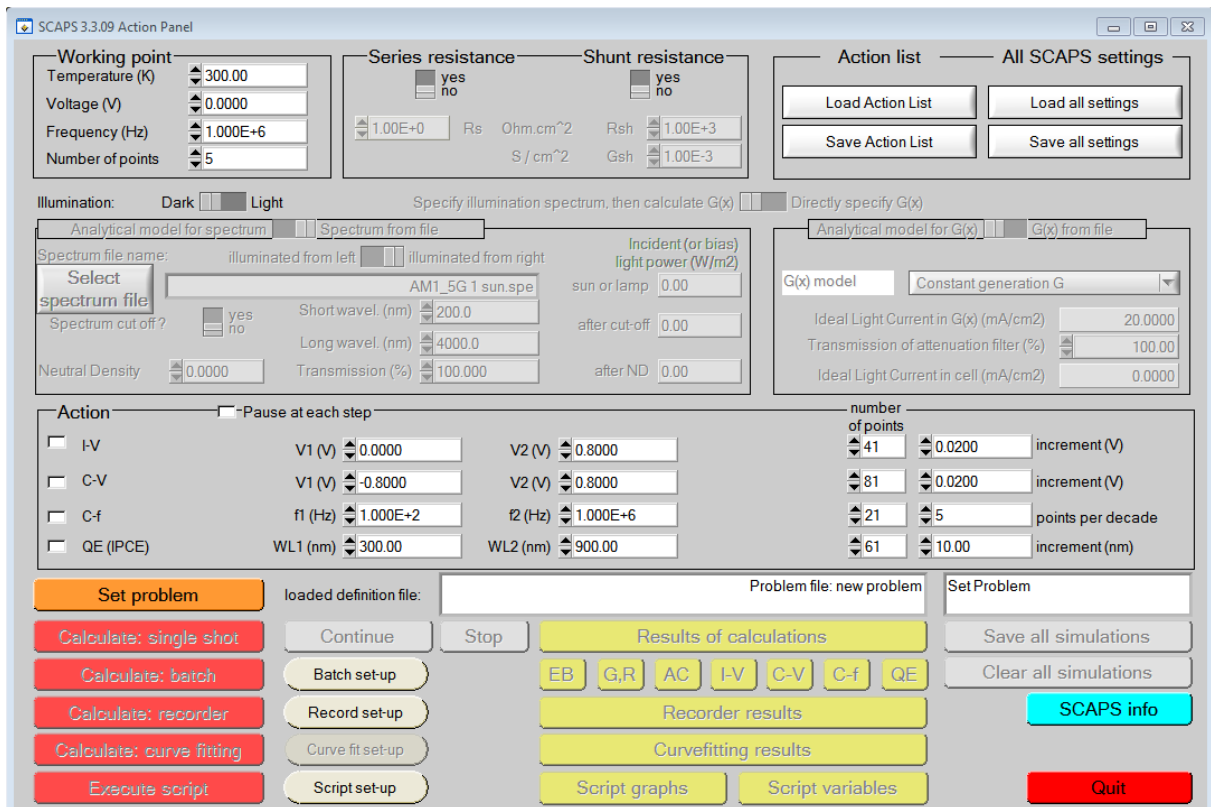 SCAPS 3.3.09 Action Panel
Working point
Temperature (K) 300.00
Voltage (V) 0.0000
Frequency (Hz) 1.000E+6
Number of points 5
Series resistance Shunt resistance
yes yes
no no
1.00E+0 Rs Ohm.cm^2 Rsh 1.00E+3
S / cm^2 Gsh 1.00E-3
Action list All SCAPS settings
Load Action List Load all settings
Save Action List Save all settings
Illumination: Dark Light Specify illumination spectrum, then calculate G(x) Directly specify G(x)
Analytical model for spectrum Spectrum from file
Spectrum file name: illuminated from left illuminated from right
Incident (or bias)
light power (W/m2)
Select
spectrum file
AM1_5G 1 sun.spe
sun or lamp 0.00
Spectrum cut off? yes
no
Short wavel. (nm) 200.0
after cut-off 0.00
Long wavel. (nm) 4000.0
Neutral Density 0.0000 Transmission (%) 100.000 after ND 0.00
Analytical model for G(x) G(x) from file
G(x) model Constant generation G
Ideal Light Current in G(x) (mA/cm2) 20.0000
Transmission of attenuation filter (%) 100.00
Ideal Light Current in cell (mA/cm2) 0.0000
Action Pause at each step number
of points
I-V V1 (V) 0.0000 V2 (V) 0.8000 41 0.0200 increment (V)
C-V V1 (V) -0.8000 V2 (V) 0.8000 81 0.0200 increment (V)
C-f f1 (Hz) 1.000E+2 f2 (Hz) 1.000E+6 21 5 points per decade
QE (IPCE) WL1 (nm) 300.00 WL2 (nm) 900.00 61 10.00 increment (nm)
Set problem loaded definition file: Problem file: new problem Set Problem
Calculate: single shot Continue Stop Results of calculations Save all simulations
Calculate: batch Batch set-up EB G,R AC I-V C-V C-f QE Clear all simulations
Calculate: recorder Record set-up Recorder results SCAPS info
Calculate: curve fitting Curve fit set-up Curvefitting results
Execute script Script set-up Script graphs Script variables Quit